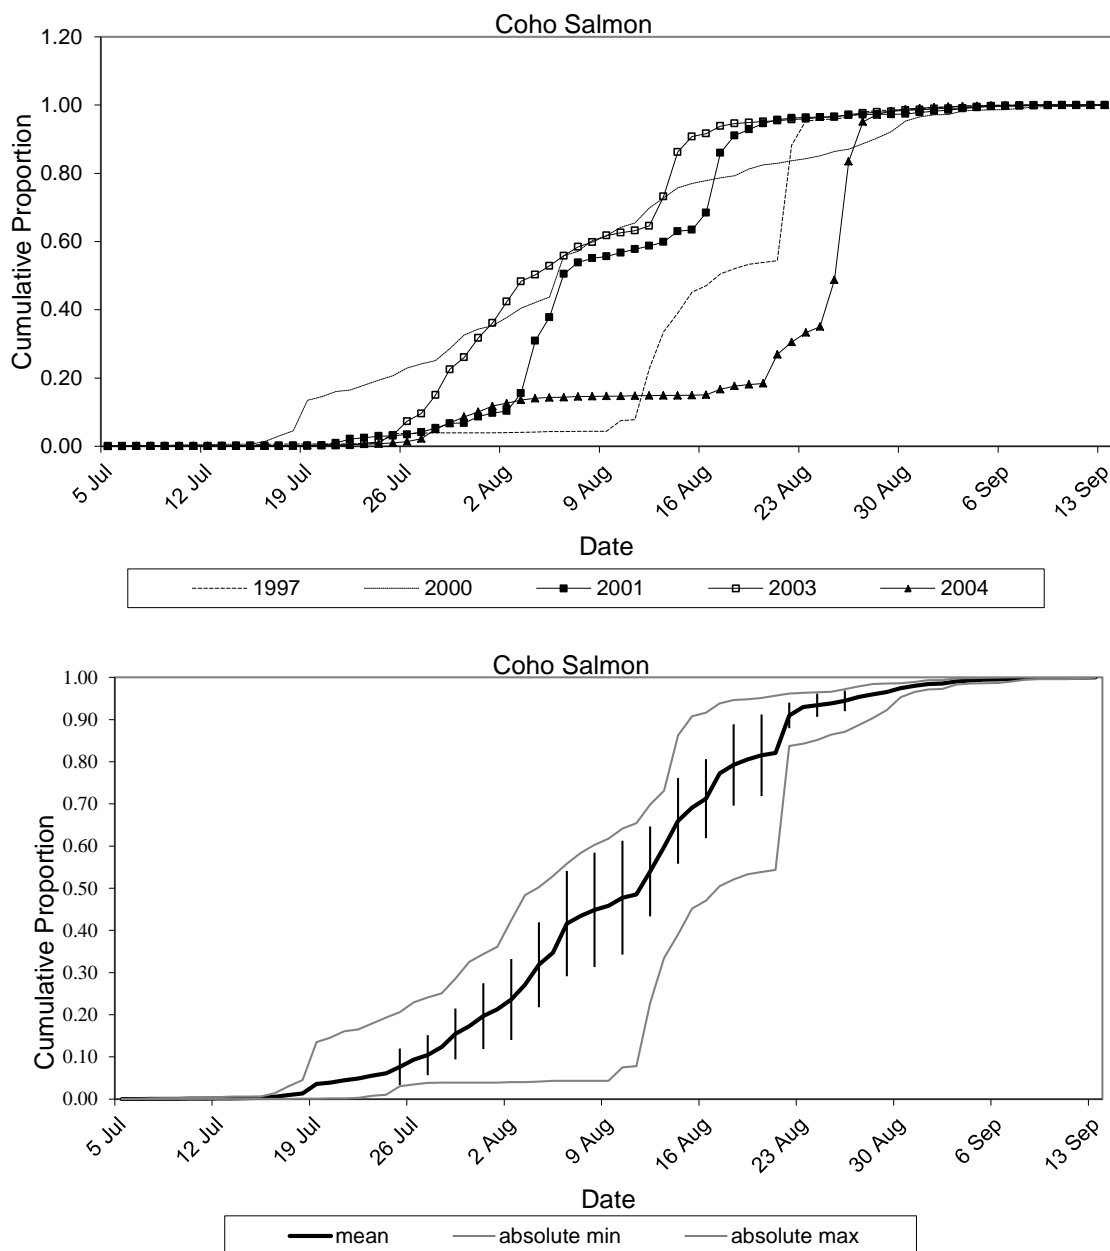 Coho Salmon
1.20
1.00
0.80
0.60
0.40
0.20
0.00
Cumulative Proportion
5 Jul
12 Jul
19 Jul
26 Jul
2 Aug
9 Aug
16 Aug
23 Aug
30 Aug
6 Sep
13 Sep
Date
1997 2000 2001 2003 2004
Coho Salmon
1.00
0.90
0.80
0.70
0.60
0.50
0.40
0.30
0.20
0.10
0.00
Cumulative Proportion
5 Jul
12 Jul
19 Jul
26 Jul
2 Aug
9 Aug
16 Aug
23 Aug
30 Aug
6 Sep
13 Sep
Date
mean absolute min absolute max